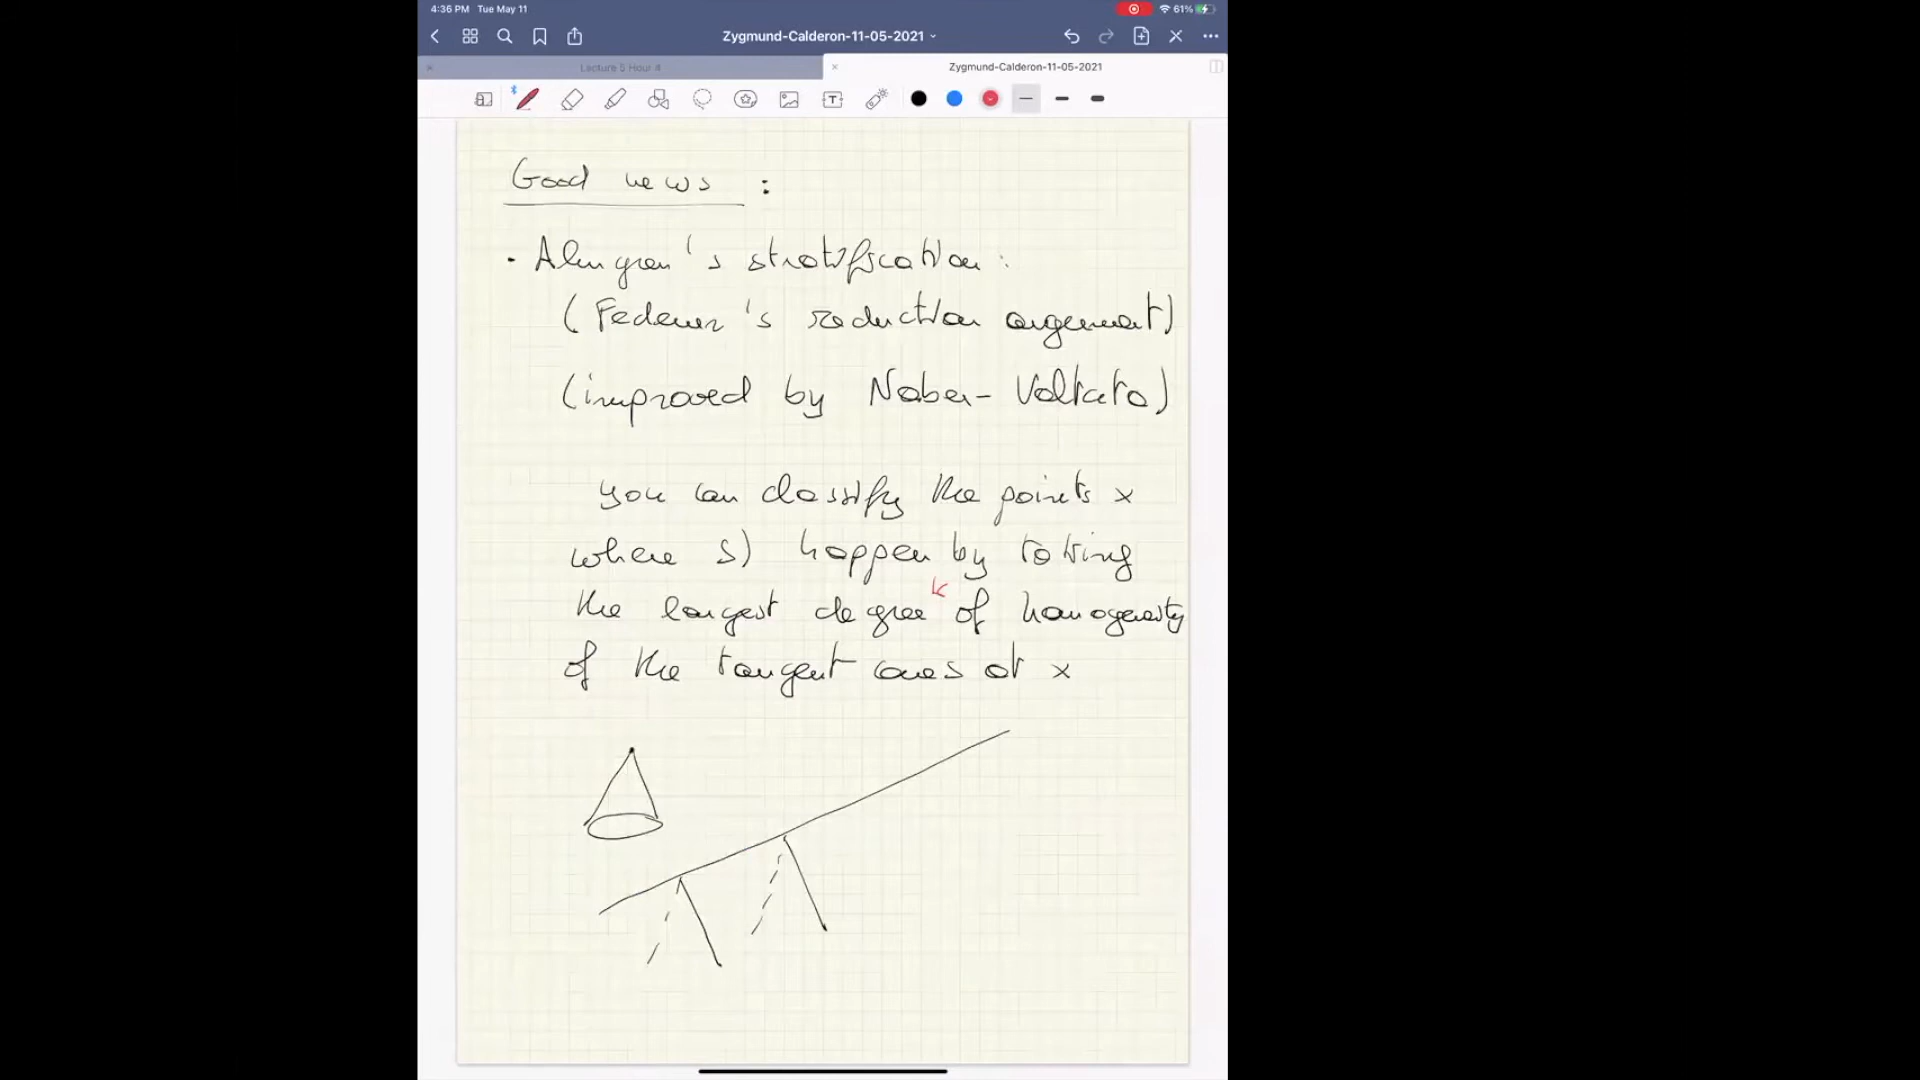 4:36 PM Tue May 11
61%
Zygmund-Calderon-11-05-2021
Lecture 5 Hour 4
Zygmund-Calderon-11-05-2021
Good news :
· Almgren's stratification :
(Federer's reduction argument)
(improved by Naber-Valtorta)
you can classify the points x
where S) happen by taking
the largest degree k of homogeneity
of the tangent cones at x